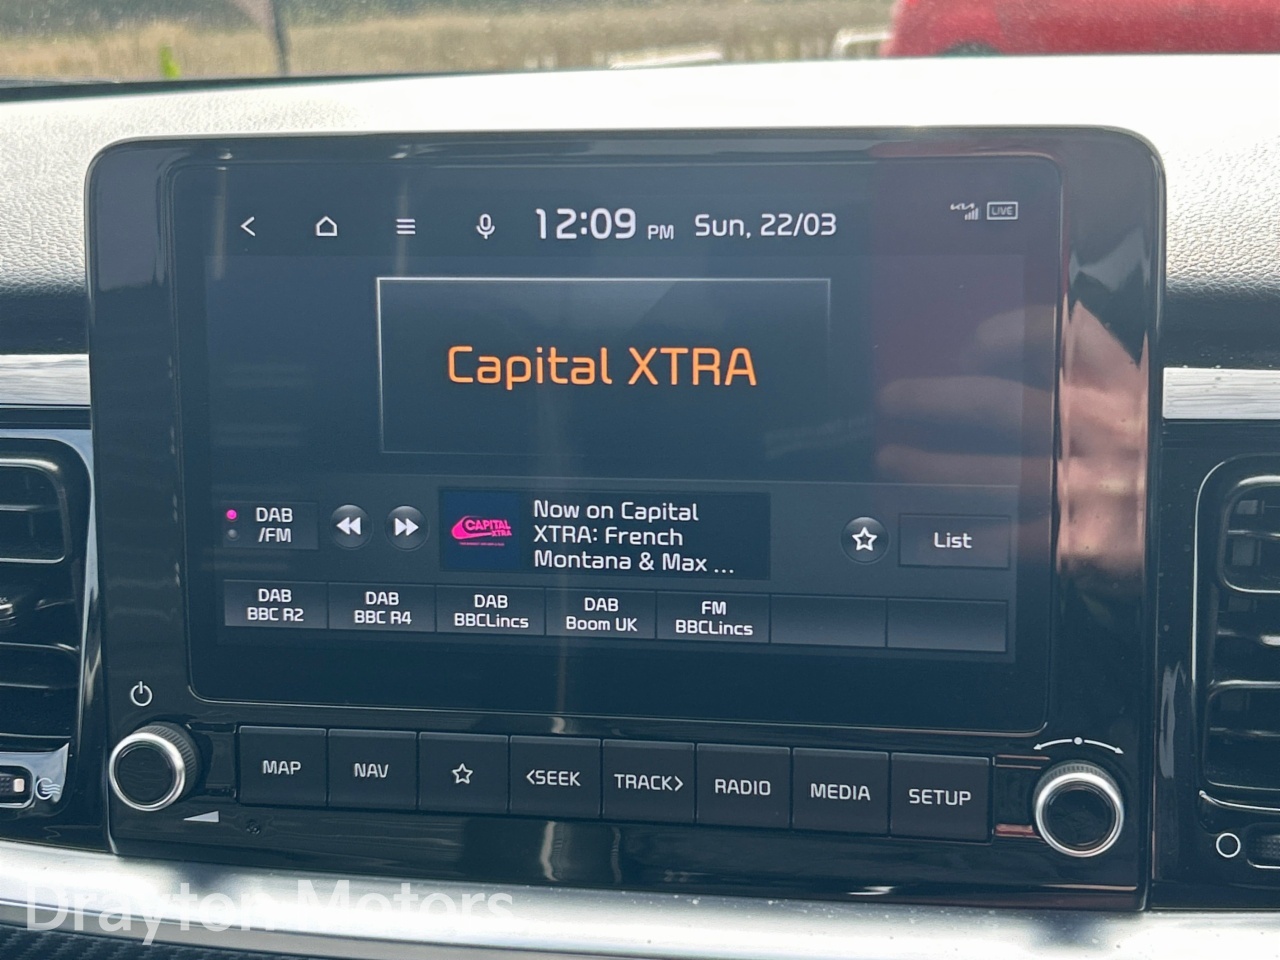 12:09 PM Sun, 22/03
KIA LIVE
Capital XTRA
DAB
/FM
CAPITAL
XTRA
Now on Capital
XTRA: French
Montana & Max ...
List
DAB
BBC R2
DAB
BBC R4
DAB
BBCLincs
DAB
Boom UK
FM
BBCLincs
MAP
NAV
<SEEK
TRACK>
RADIO
MEDIA
SETUP
Drayton Motors